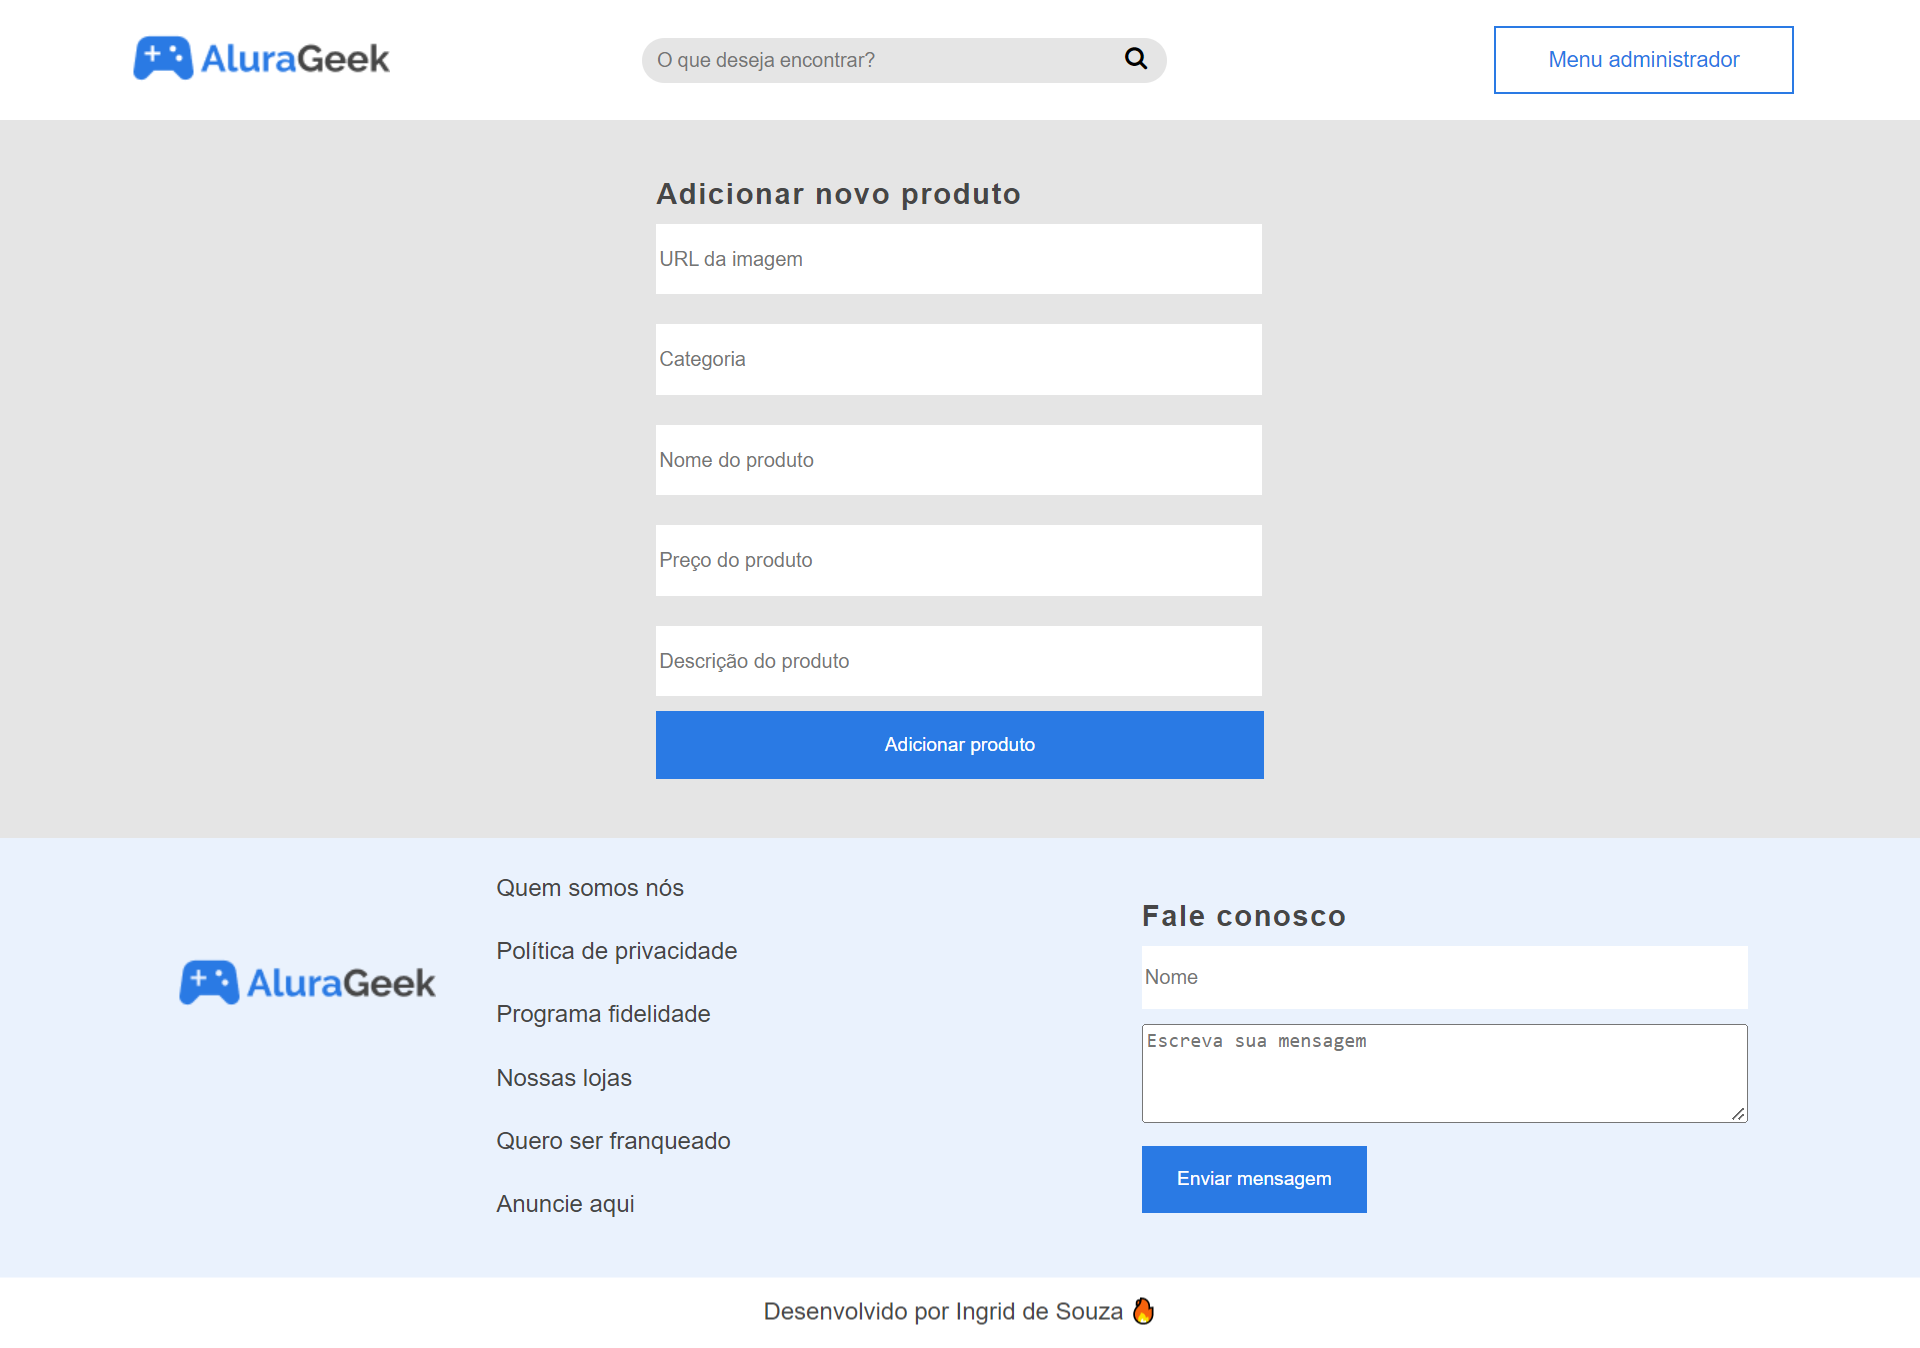 AluraGeek
O que deseja encontrar?
Menu administrador
Adicionar novo produto
URL da imagem
Categoria
Nome do produto
Preço do produto
Descrição do produto
Adicionar produto
AluraGeek
Quem somos nós
Política de privacidade
Programa fidelidade
Nossas lojas
Quero ser franqueado
Anuncie aqui
Fale conosco
Nome
Escreva sua mensagem
Enviar mensagem
Desenvolvido por Ingrid de Souza 🔥